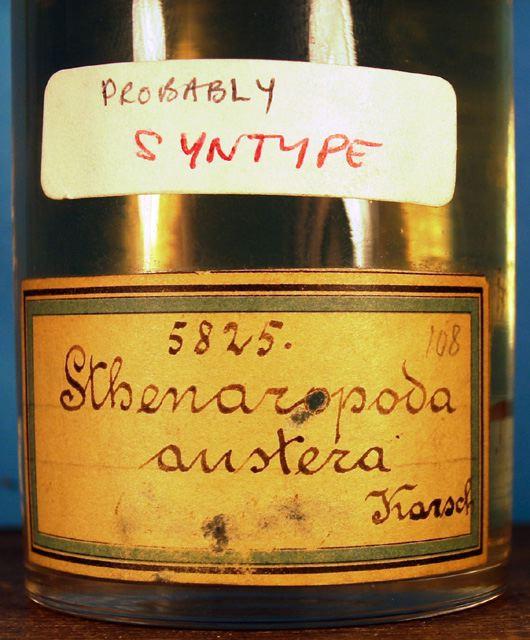 PROBABLY
SYNTYPE
5825.
108
Sthenaropoda
austera
Karsch